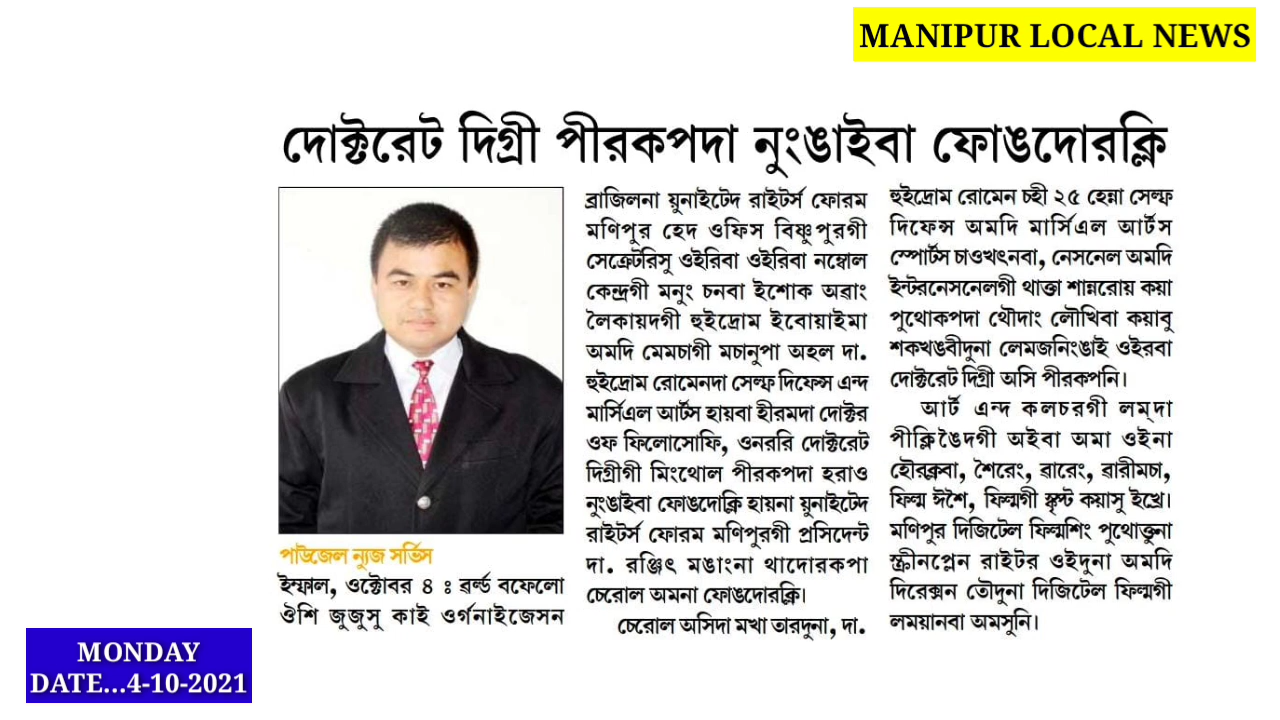 MANIPUR LOCAL NEWS
দোক্টরেট দিগ্রী পীরকপদা নুংঙাইবা ফোঙদোরক্লি
পাউজেল ন্যুজ সর্ভিস
ইম্ফাল, ওক্টোবর ৪ ঃ ৱর্ল্ড বফেলো
ঔশি জুজুসু কাই ওর্গনাইজেসন
ব্রাজিলনা য়ুনাইটেদ রাইটর্স ফোরম
মণিপুর হেদ ওফিস বিষ্ণুপুরগী
সেক্রেটরিসু ওইরিবা ওইরিবা নম্বোল
কেন্দ্রগী মনুং চনবা ইশোক অৱাং
লৈকায়দগী হুইদ্রোম ইবোয়াইমা
অমদি মেমচাগী মচানুপা অহল দা.
হুইদ্রোম রোমেনদা সেল্ফ দিফেন্স এন্দ
মার্সিএল আর্টস হায়বা হীরমদা দোক্টর
ওফ ফিলোসোফি, ওনররি দোক্টরেট
দিগ্রীগী মিংথোল পীরকপদা হরাও
নুংঙাইবা ফোঙদোক্লি হায়না য়ুনাইটেদ
রাইটর্স ফোরম মণিপুরগী প্রসিদেন্ট
দা. রঞ্জিৎ মঙাংনা থাদোরকপা
চেরোল অমনা ফোঙদোরক্লি।
চেরোল অসিদা মখা তারদুনা, দা.
হুইদ্রোম রোমেন চহী ২৫ হেন্না সেল্ফ
দিফেন্স অমদি মার্সিএল আর্টস
স্পোর্টস চাওখৎনবা, নেসনেল অমদি
ইন্টরনেসনেলগী থাক্তা শান্নরোয় কয়া
পুথোকপদা থৌদাং লৌখিবা কয়াবু
শকখঙবীদুনা লেমজনিংঙাই ওইরবা
দোক্টরেট দিগ্রী অসি পীরকপনি।
আর্ট এন্দ কলচরগী লম্দা
পীক্লিঙৈদগী অইবা অমা ওইনা
হৌরক্লবা, শৈরেং, ৱারেং, ৱারীমচা,
ফিল্ম ঈশৈ, ফিল্মগী স্ক্রৃপ্ট কয়াসু ইখ্রে।
মণিপুর দিজিটেল ফিল্মশিং পুথোক্তুনা
স্ক্রীনপ্লেন রাইটর ওইদুনা অমদি
দিরেক্সন তৌদুনা দিজিটেল ফিল্মগী
লময়ানবা অমসুনি।
MONDAY
DATE...4-10-2021